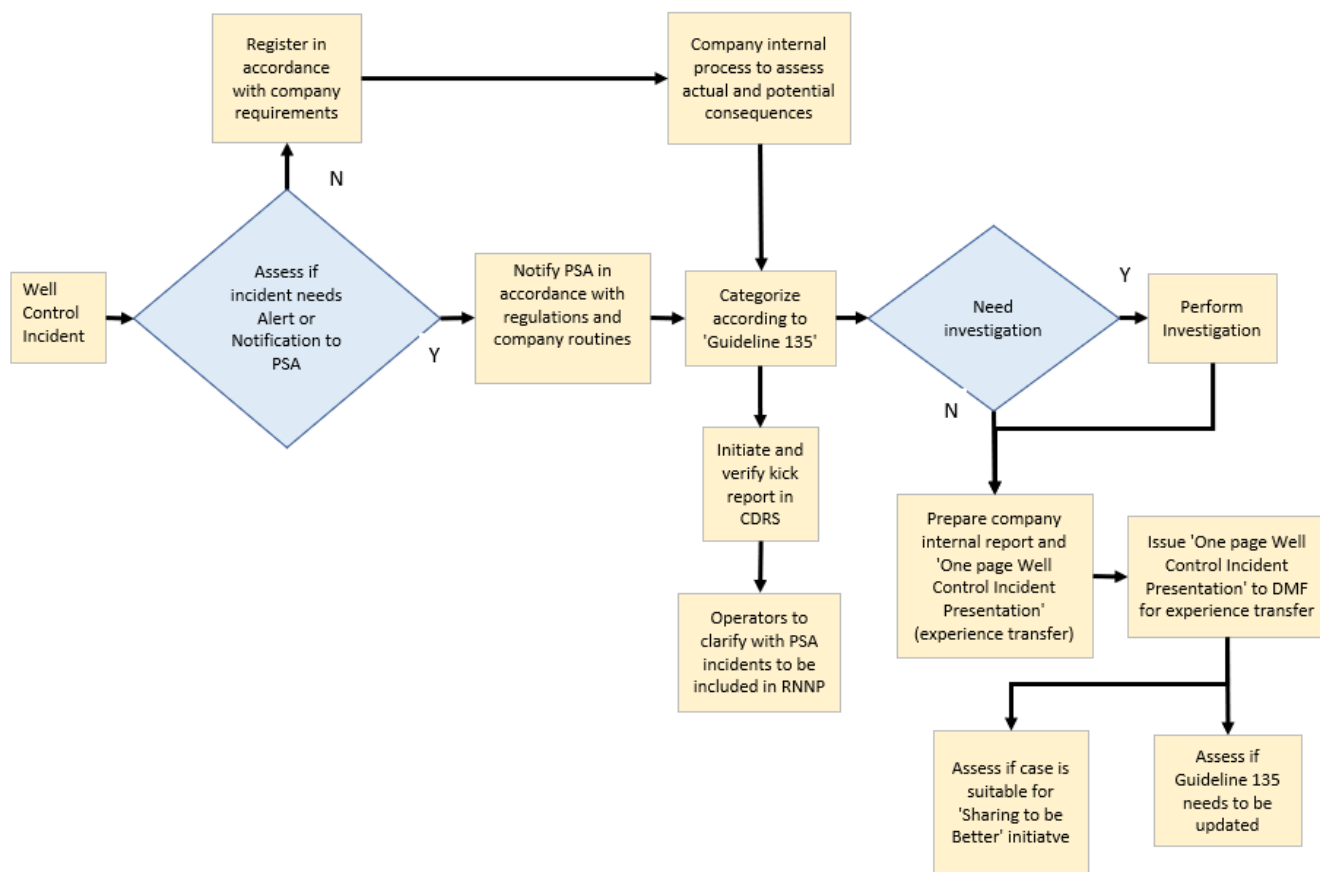 Register in
accordance
with company
requirements
Company internal
process to assess
actual and potential
consequences
N
Well
Control
Incident
Assess if
incident needs
Alert or
Notification to
PSA
Y
Notify PSA in
accordance with
regulations and
company routines
Categorize
according to
'Guideline 135'
Need
investigation
Y
Perform
Investigation
N
Initiate and
verify kick
report in
CDRS
Operators to
clarify with PSA
incidents to be
included in RNNP
Prepare company
internal report and
'One page Well
Control Incident
Presentation'
(experience transfer)
Issue 'One page Well
Control Incident
Presentation' to DMF
for experience
transfer
Assess if case is
suitable for
'Sharing to be
Better' initiatve
Assess if
Guideline 135
needs to be
updated